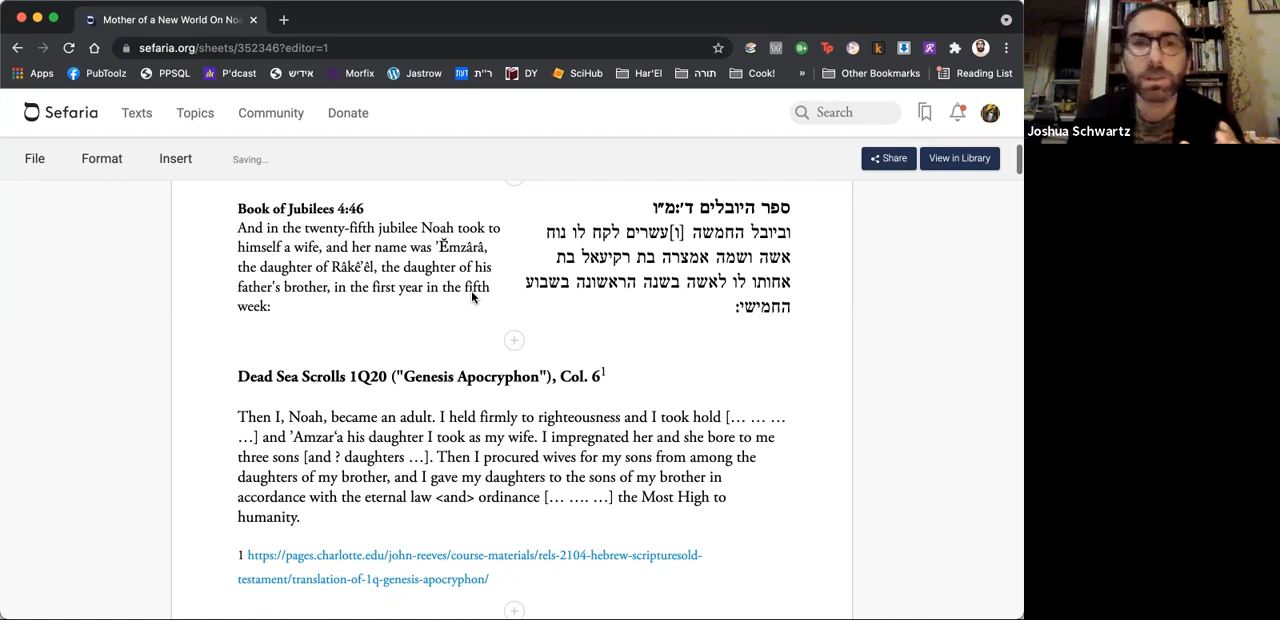 Mother of a New World On Noa
sefaria.org/sheets/352346?editor=1
Apps PubToolz PPSQL P'dcast אידיש Morfix Jastrow ר״ת DY SciHub Har'El תורה Cook! » Other Bookmarks Reading List
Sefaria Texts Topics Community Donate Search
File Format Insert Saving... Share View in Library
Joshua Schwartz
Book of Jubilees 4:46
And in the twenty-fifth jubilee Noah took to
himself a wife, and her name was ’Ĕmzârâ,
the daughter of Râkê’êl, the daughter of his
father's brother, in the first year in the fifth
week:
ספר היובלים ד׳:מ״ו
וביובל החמשה [ו]עשרים לקח לו נוח
אשה ושמה אמצרה בת רקיעאל בת
אחותו לו לאשה בשנה הראשונה בשבוע
החמישי:
Dead Sea Scrolls 1Q20 ("Genesis Apocryphon"), Col. 6¹
Then I, Noah, became an adult. I held firmly to righteousness and I took hold [… … …
…] and ’Amzar‘a his daughter I took as my wife. I impregnated her and she bore to me
three sons [and ? daughters …]. Then I procured wives for my sons from among the
daughters of my brother, and I gave my daughters to the sons of my brother in
accordance with the eternal law <and> ordinance [… …. …] the Most High to
humanity.
1 https://pages.charlotte.edu/john-reeves/course-materials/rels-2104-hebrew-scripturesold-
testament/translation-of-1q-genesis-apocryphon/